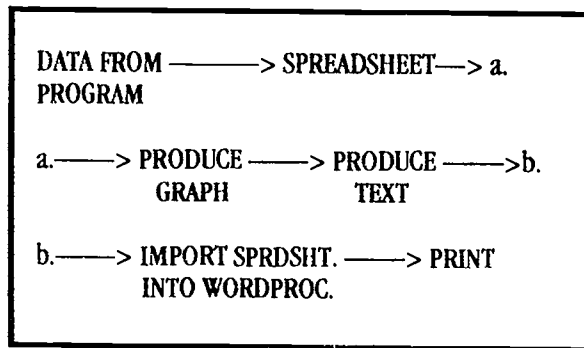 DATA FROM ———> SPREADSHEET—> a.
PROGRAM
a.——> PRODUCE ——> PRODUCE ——>b.
GRAPH TEXT
b.——> IMPORT SPRDSHT. ——> PRINT
INTO WORDPROC.